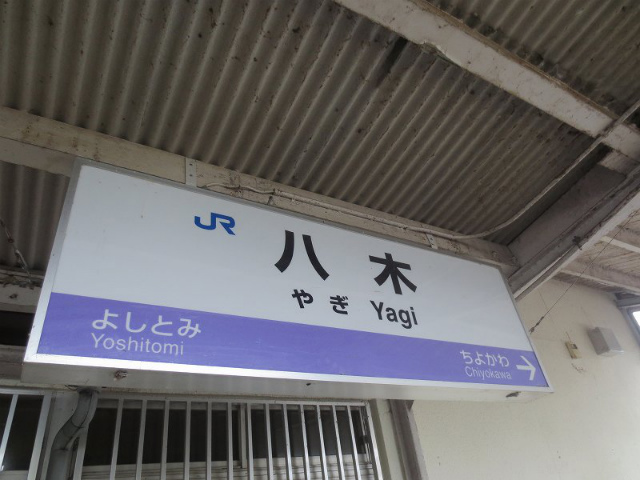 JR
八木
やぎ Yagi
よしとみ
Yoshitomi
ちよかわ
Chiyokawa →